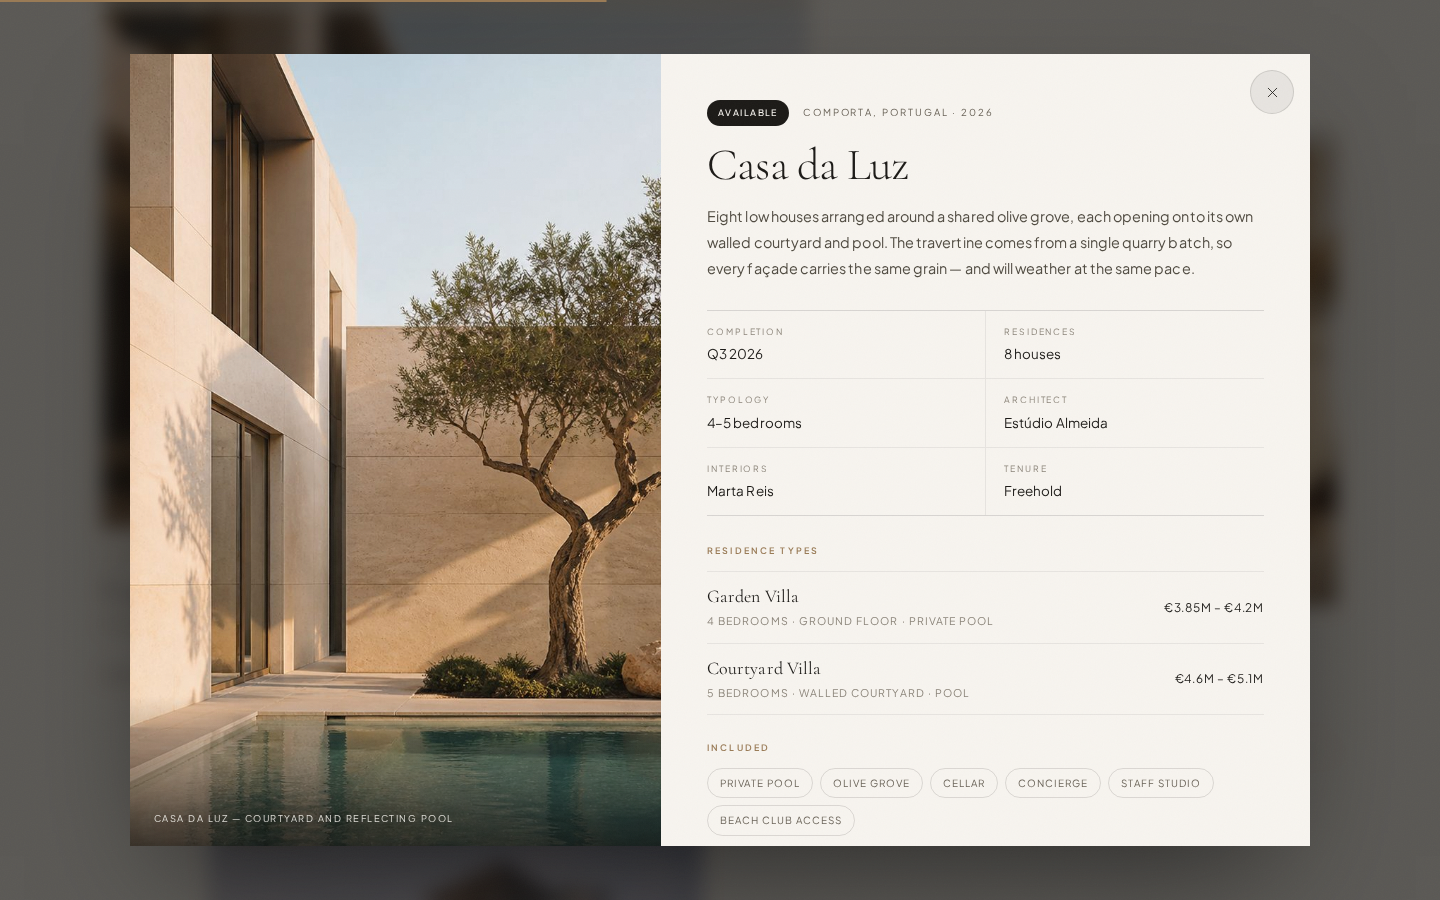 AVAILABLE COMPORTA, PORTUGAL · 2026
Casa da Luz
Eight low houses arranged around a shared olive grove, each opening onto its own
walled courtyard and pool. The travertine comes from a single quarry batch, so
every façade carries the same grain — and will weather at the same pace.
COMPLETION
Q3 2026
RESIDENCES
8 houses
TYPOLOGY
4–5 bedrooms
ARCHITECT
Estúdio Almeida
INTERIORS
Marta Reis
TENURE
Freehold
RESIDENCE TYPES
Garden Villa
4 BEDROOMS · GROUND FLOOR · PRIVATE POOL
€3.85M – €4.2M
Courtyard Villa
5 BEDROOMS · WALLED COURTYARD · POOL
€4.6M – €5.1M
INCLUDED
PRIVATE POOL OLIVE GROVE CELLAR CONCIERGE STAFF STUDIO
BEACH CLUB ACCESS
CASA DA LUZ — COURTYARD AND REFLECTING POOL